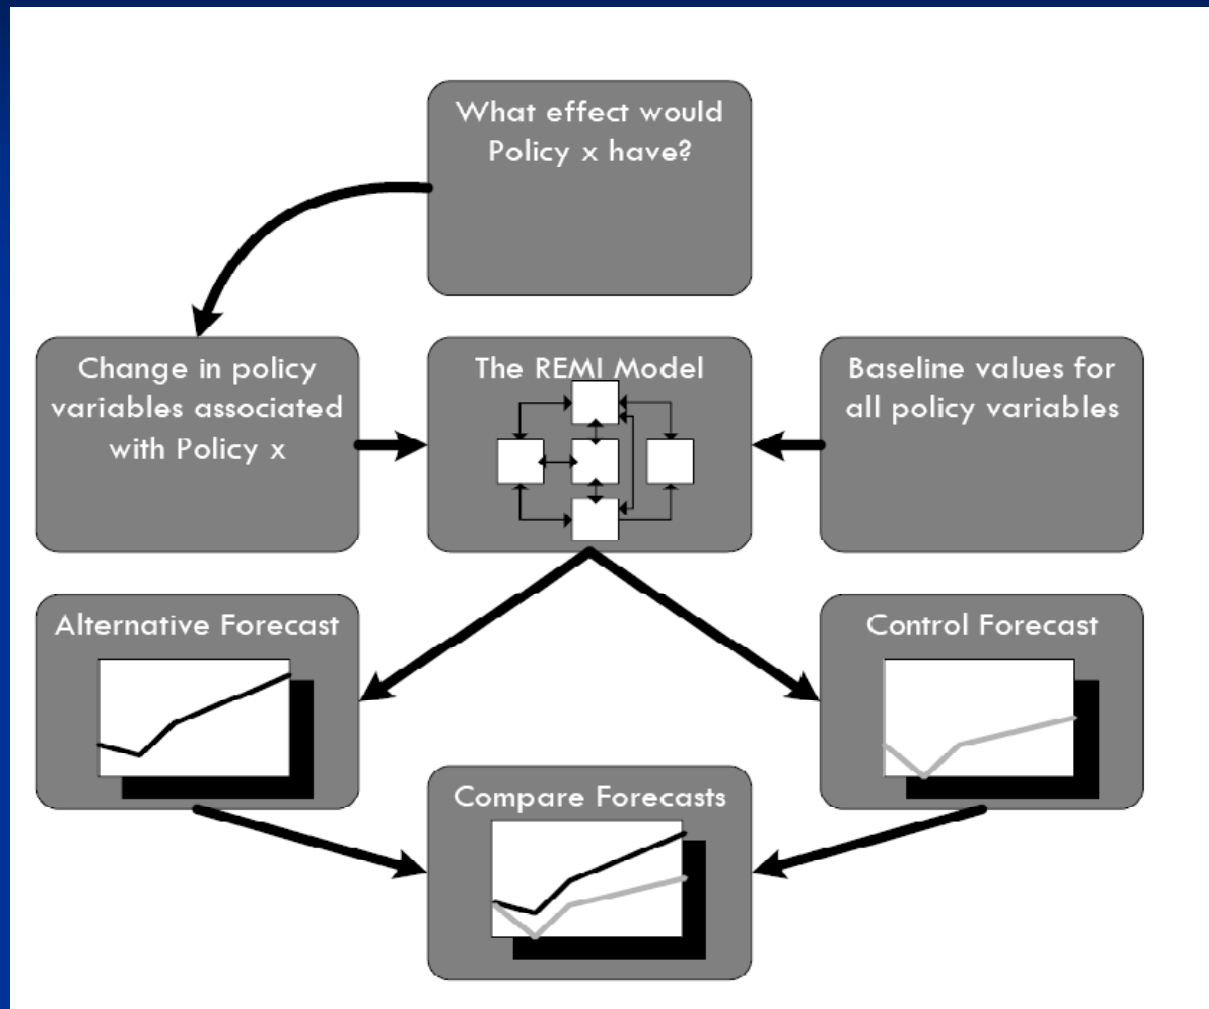 What effect would
Policy x have?
Change in policy
variables associated
with Policy x
The REMI Model
Baseline values for
all policy variables
Alternative Forecast
Control Forecast
Compare Forecasts